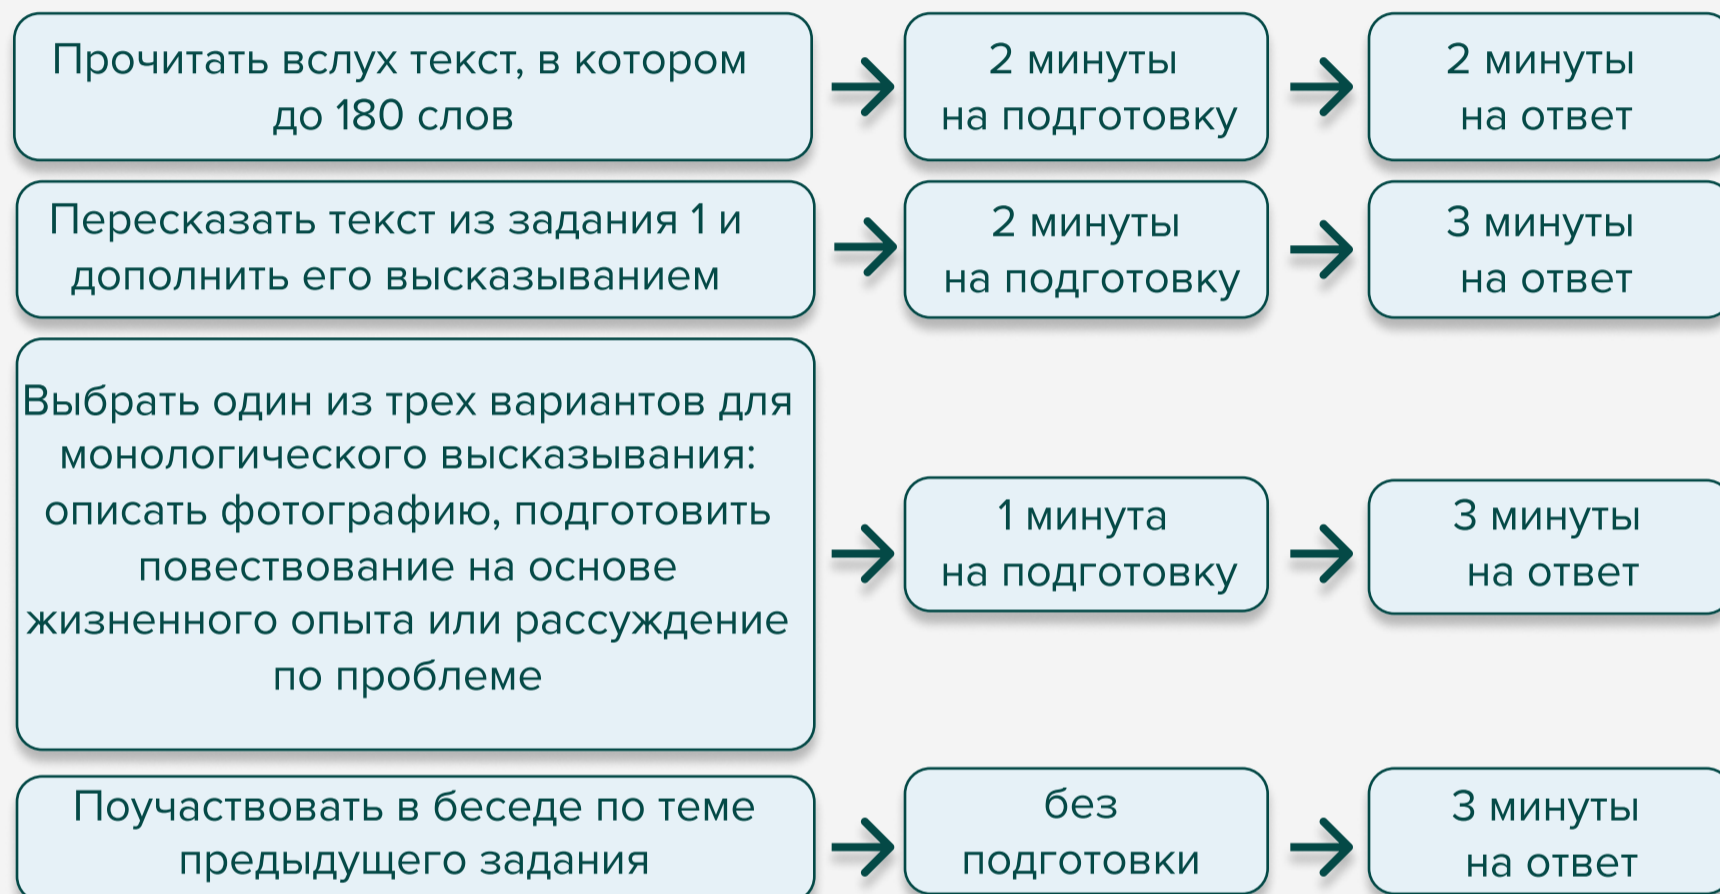 Прочитать вслух текст, в котором
до 180 слов
2 минуты
на подготовку
2 минуты
на ответ
Пересказать текст из задания 1 и
дополнить его высказыванием
2 минуты
на подготовку
3 минуты
на ответ
Выбрать один из трех вариантов для
монологического высказывания:
описать фотографию, подготовить
повествование на основе
жизненного опыта или рассуждение
по проблеме
1 минута
на подготовку
3 минуты
на ответ
Поучаствовать в беседе по теме
предыдущего задания
без
подготовки
3 минуты
на ответ